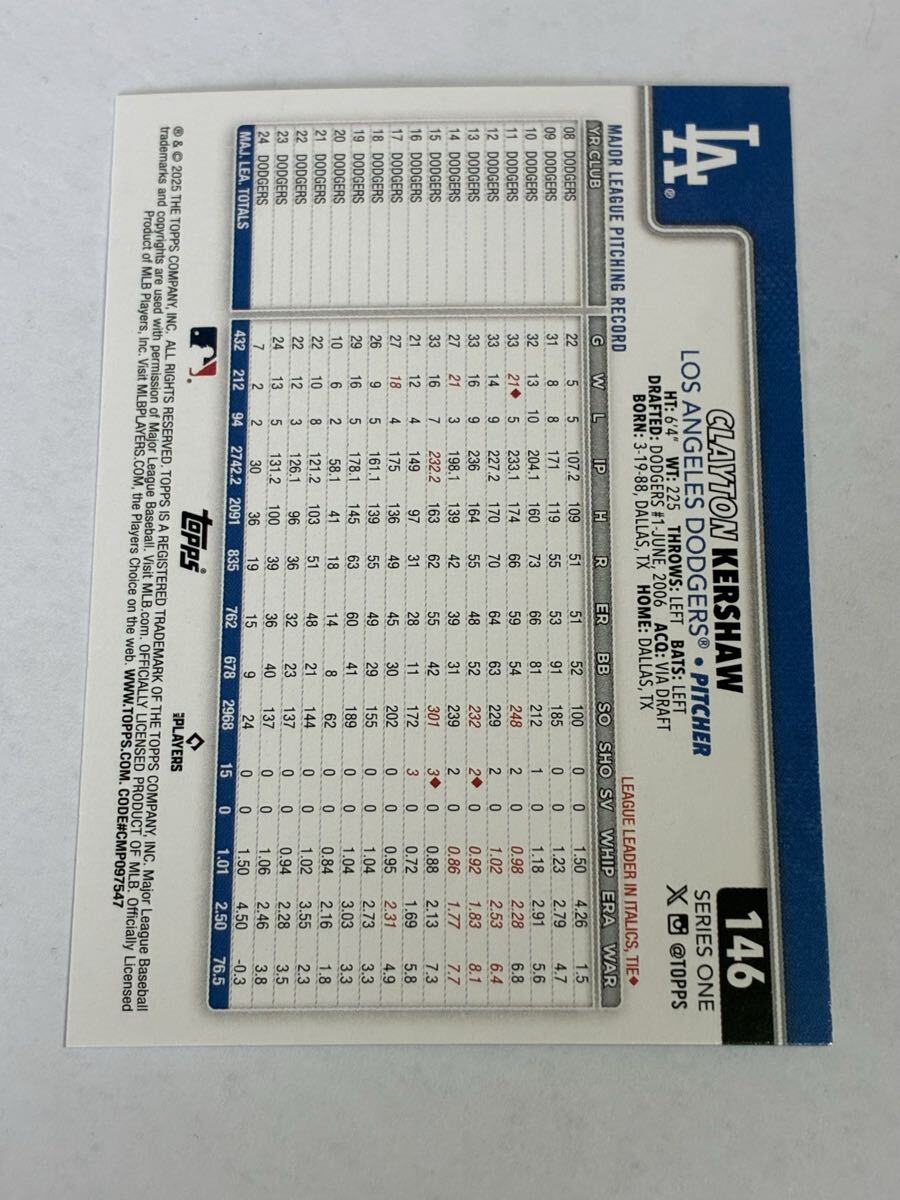 LA®
146
CLAYTON KERSHAW
SERIES ONE
LOS ANGELES DODGERS® • PITCHER
@TOPPS
HT: 6'4" WT: 225 THROWS: LEFT BATS: LEFT
DRAFTED: DODGERS #1-JUNE, 2006 ACQ: VIA DRAFT
BORN: 3-19-88, DALLAS, TX HOME: DALLAS, TX
MAJOR LEAGUE PITCHING RECORD LEAGUE LEADER IN ITALICS, TIE♦
YR CLUB G W L IP H R ER BB SO SHO SV WHIP ERA WAR
08 DODGERS 22 5 5 107.2 109 51 51 52 100 0 0 1.50 4.26 1.5
09 DODGERS 31 8 8 171 119 55 53 91 185 0 0 1.23 2.79 4.7
10 DODGERS 32 13 10 204.1 160 73 66 81 212 1 0 1.18 2.91 5.6
11 DODGERS 33 21♦ 5 233.1 174 66 59 54 248 2 0 0.98 2.28 6.8
12 DODGERS 33 14 9 227.2 170 70 64 63 229 2 0 1.02 2.53 6.4
13 DODGERS 33 16 9 236 164 55 48 52 232 2♦ 0 0.92 1.83 8.1
14 DODGERS 27 21 3 198.1 139 42 39 31 239 2 0 0.86 1.77 7.7
15 DODGERS 33 16 7 232.2 163 62 55 42 301 3♦ 0 0.88 2.13 7.3
16 DODGERS 21 12 4 149 97 31 28 11 172 3 0 0.72 1.69 5.8
17 DODGERS 27 18 4 175 136 49 45 30 202 0 0 0.95 2.31 4.9
18 DODGERS 26 9 5 161.1 139 55 49 29 155 0 0 1.04 2.73 3.3
19 DODGERS 29 16 5 178.1 145 63 60 41 189 0 0 1.04 3.03 3.3
20 DODGERS 10 6 2 58.1 41 18 14 8 62 0 0 0.84 2.16 1.8
21 DODGERS 22 10 8 121.2 103 51 48 21 144 0 0 1.02 3.55 2.3
22 DODGERS 22 12 3 126.1 96 36 32 23 137 0 0 0.94 2.28 3.5
23 DODGERS 24 13 5 131.2 100 39 36 40 137 0 0 1.06 2.46 3.8
24 DODGERS 7 2 2 30 36 19 15 9 24 0 0 1.50 4.50 -0.3
MAJ. LEA. TOTALS 432 212 94 2742.2 2091 835 762 678 2968 15 0 1.01 2.50 76.5
topps®
PLAYERS
® & © 2025 THE TOPPS COMPANY, INC. ALL RIGHTS RESERVED. TOPPS IS A REGISTERED TRADEMARK OF THE TOPPS COMPANY, INC. Major League Baseball
trademarks and copyrights are used with permission of Major League Baseball. Visit MLB.com. OFFICIALLY LICENSED PRODUCT OF MLB. Officially Licensed
Product of MLB Players, Inc. Visit MLBPLAYERS.COM, the Players Choice on the web. WWW.TOPPS.COM. CODE#CMP097547